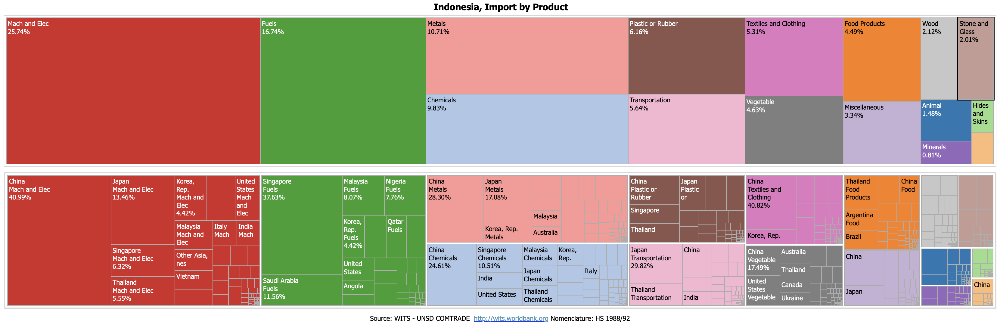 Indonesia, Import by Product
Mach and Elec
25.74%
Fuels
16.74%
Metals
10.71%
Chemicals
9.83%
Plastic or Rubber
6.16%
Transportation
5.64%
Textiles and Clothing
5.31%
Vegetable
4.63%
Food Products
4.49%
Miscellaneous
3.34%
Wood
2.12%
Stone and
Glass
2.01%
Animal
1.48%
Minerals
0.81%
Hides
and
Skins
China
Mach and Elec
40.99%
Japan
Mach and Elec
13.46%
Singapore
Mach and Elec
6.32%
Thailand
Mach and Elec
5.55%
Korea,
Rep.
Mach and
Elec
4.42%
United
States
Mach
and
Elec
Malaysia
Mach and
Elec
Italy
Mach
India
Mach
Other Asia,
nes
Vietnam
Singapore
Fuels
37.63%
Saudi Arabia
Fuels
11.56%
Malaysia
Fuels
8.07%
Nigeria
Fuels
7.76%
Korea,
Rep.
Fuels
4.42%
Qatar
Fuels
United
States
Angola
China
Metals
28.30%
Japan
Metals
17.08%
Korea, Rep.
Metals
Malaysia
Australia
China
Chemicals
24.61%
Singapore
Chemicals
10.51%
India
United States
Malaysia
Chemicals
Japan
Chemicals
Thailand
Chemicals
Korea,
Rep.
Italy
China
Plastic or
Rubber
Singapore
Thailand
Japan
Plastic
or
Japan
Transportation
29.82%
Thailand
Transportation
China
India
China
Textiles and
Clothing
40.82%
Korea, Rep.
China
Vegetable
17.49%
United
States
Vegetable
Australia
Thailand
Canada
Ukraine
Thailand
Food
Products
Argentina
Food
Brazil
China
Food
China
Japan
China
Source: WITS - UNSD COMTRADE http://wits.worldbank.org Nomenclature: HS 1988/92